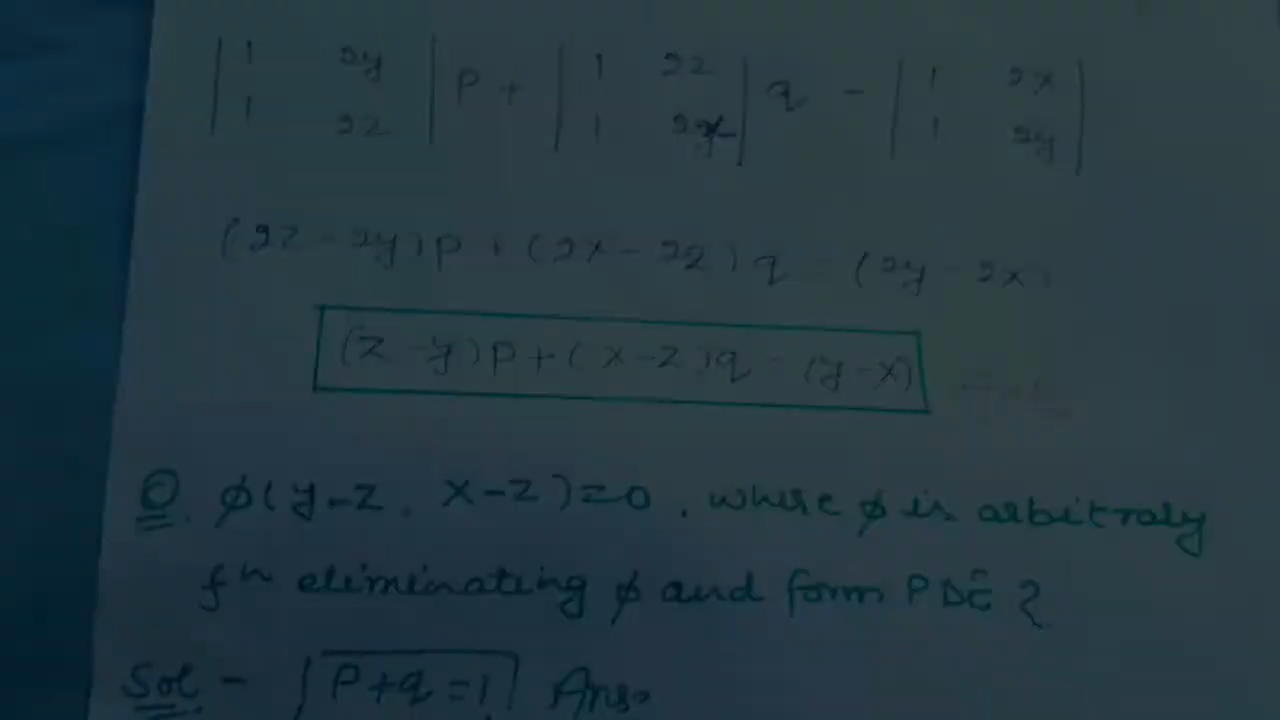 | 1 2y | p + | 1 2z | q - | 1 2x |
| 1 2z | | 1 2x | | 1 2y |
(2z - 2y)p + (2x - 2z)q = (2y - 2x)
(z - y)p + (x - z)q = (y - x)
Q. φ(y-z, x-z)=0, where φ is arbitraly
fⁿ eliminating φ and form PDE ?
Sol - p+q=1 Ans.